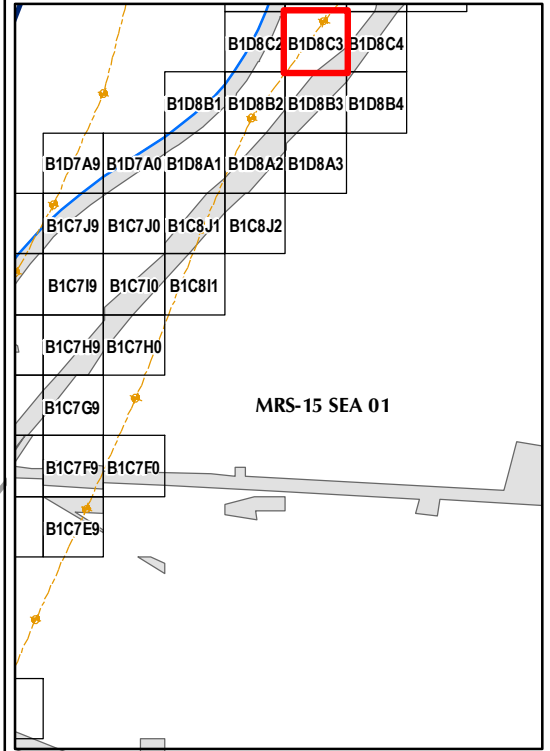 B1D8C2 B1D8C3 B1D8C4
B1D8B1 B1D8B2 B1D8B3 B1D8B4
B1D7A9 B1D7A0 B1D8A1 B1D8A2 B1D8A3
B1C7J9 B1C7J0 B1C8J1 B1C8J2
B1C7I9 B1C7I0 B1C8I1
B1C7H9 B1C7H0
B1C7G9
MRS-15 SEA 01
B1C7F9 B1C7F0
B1C7E9